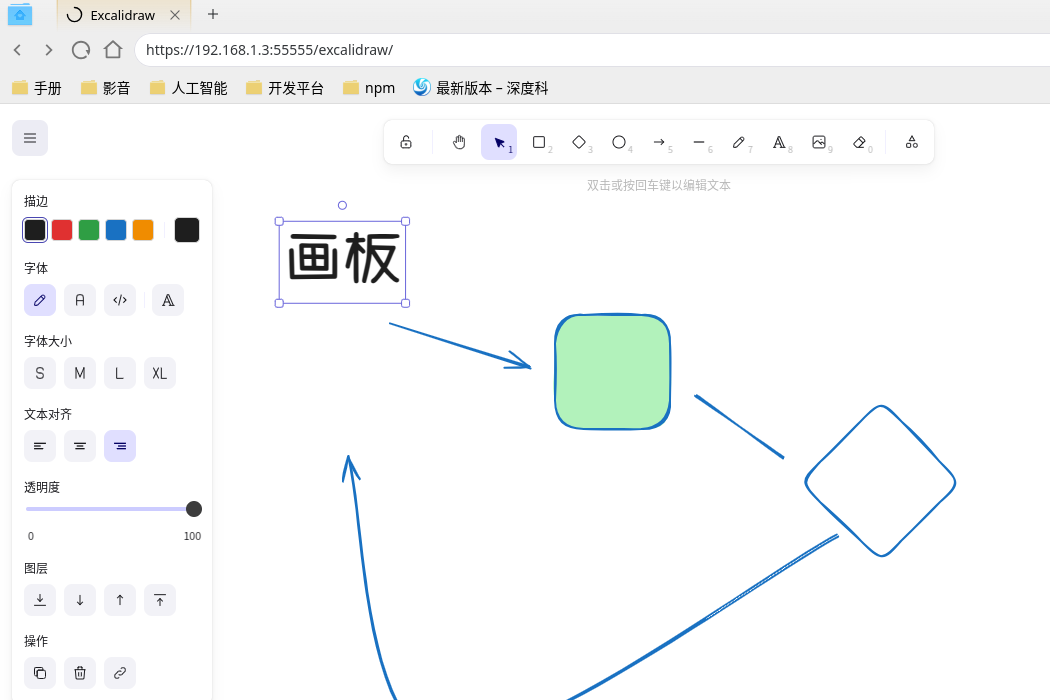 Excalidraw
https://192.168.1.3:55555/excalidraw/
手册 影音 人工智能 开发平台 npm 最新版本 – 深度科
1 2 3 4 5 6 7 8 9 0
双击或按回车键以编辑文本
描边
字体
字体大小
S M L XL
文本对齐
透明度
0 100
图层
操作
画板